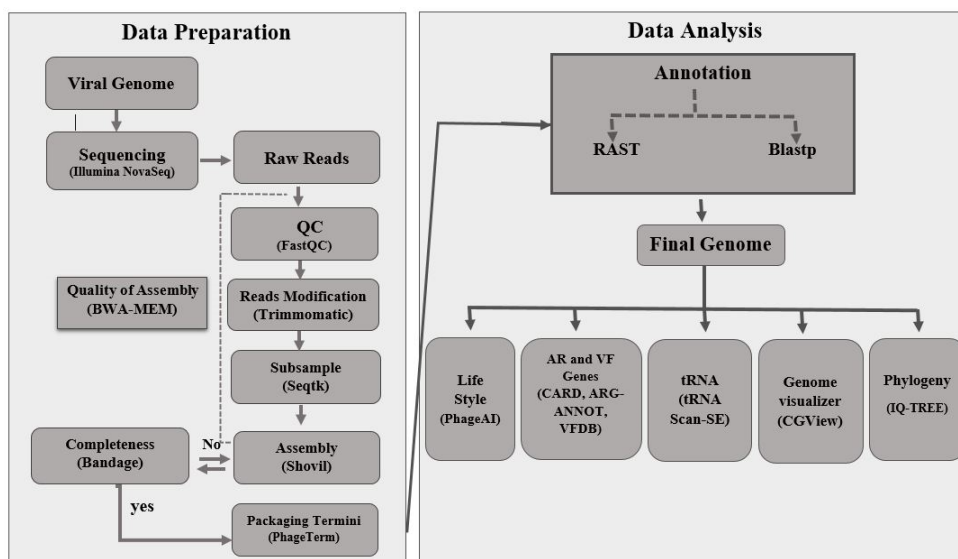 Data Preparation
Viral Genome
Sequencing
(Illumina NovaSeq)
Raw Reads
QC
(FastQC)
Quality of Assembly
(BWA-MEM)
Reads Modification
(Trimmomatic)
Subsample
(Seqtk)
Completeness
(Bandage)
No
Assembly
(Shovil)
yes
Packaging Termini
(PhageTerm)
Data Analysis
Annotation
RAST
Blastp
Final Genome
Life
Style
(PhageAI)
AR and VF
Genes
(CARD, ARG-
ANNOT,
VFDB)
tRNA
(tRNA
Scan-SE)
Genome
visualizer
(CGView)
Phylogeny
(IQ-TREE)